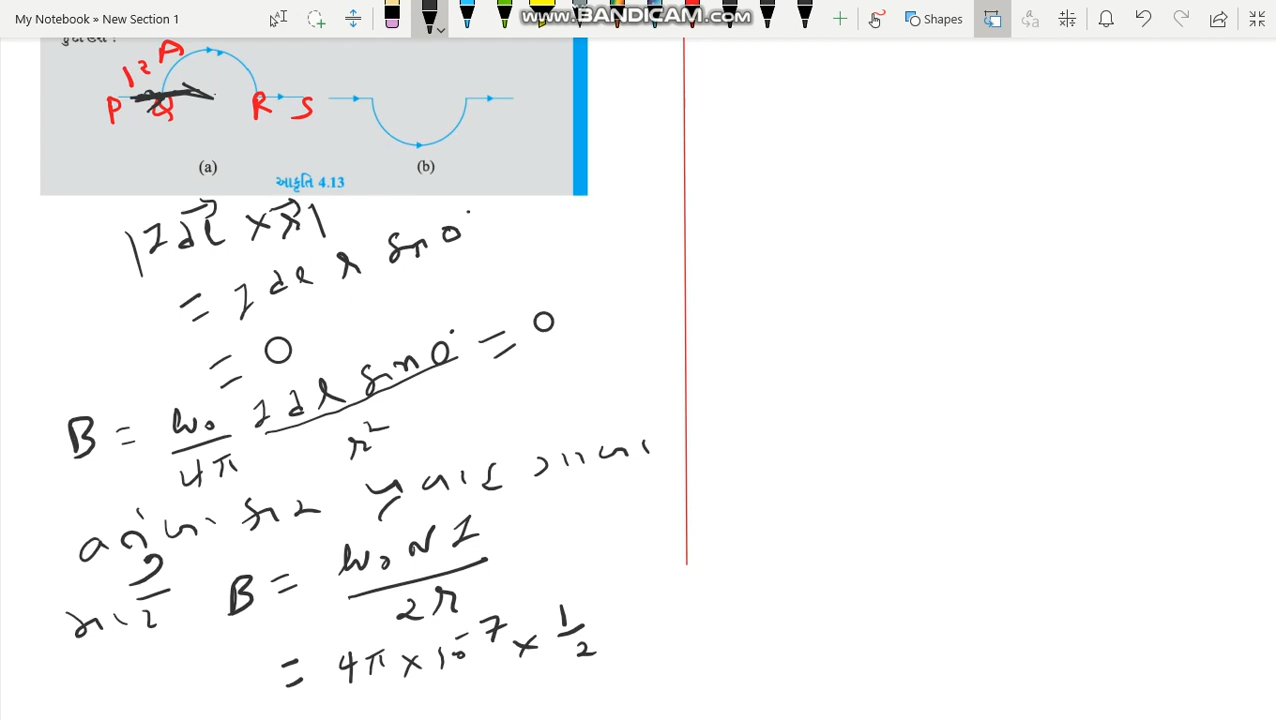 My Notebook » New Section 1
www.BANDICAM.com
Shapes
12 A
P Q R S
(a) (b)
આકૃતિ 4.13
|I dl × r|
= I dl r sin 0°
= 0
B = μ₀/4π I dl sin 0°/r² = 0
B = μ₀ N I / 2r
= 4π × 10⁻⁷ × 1/2